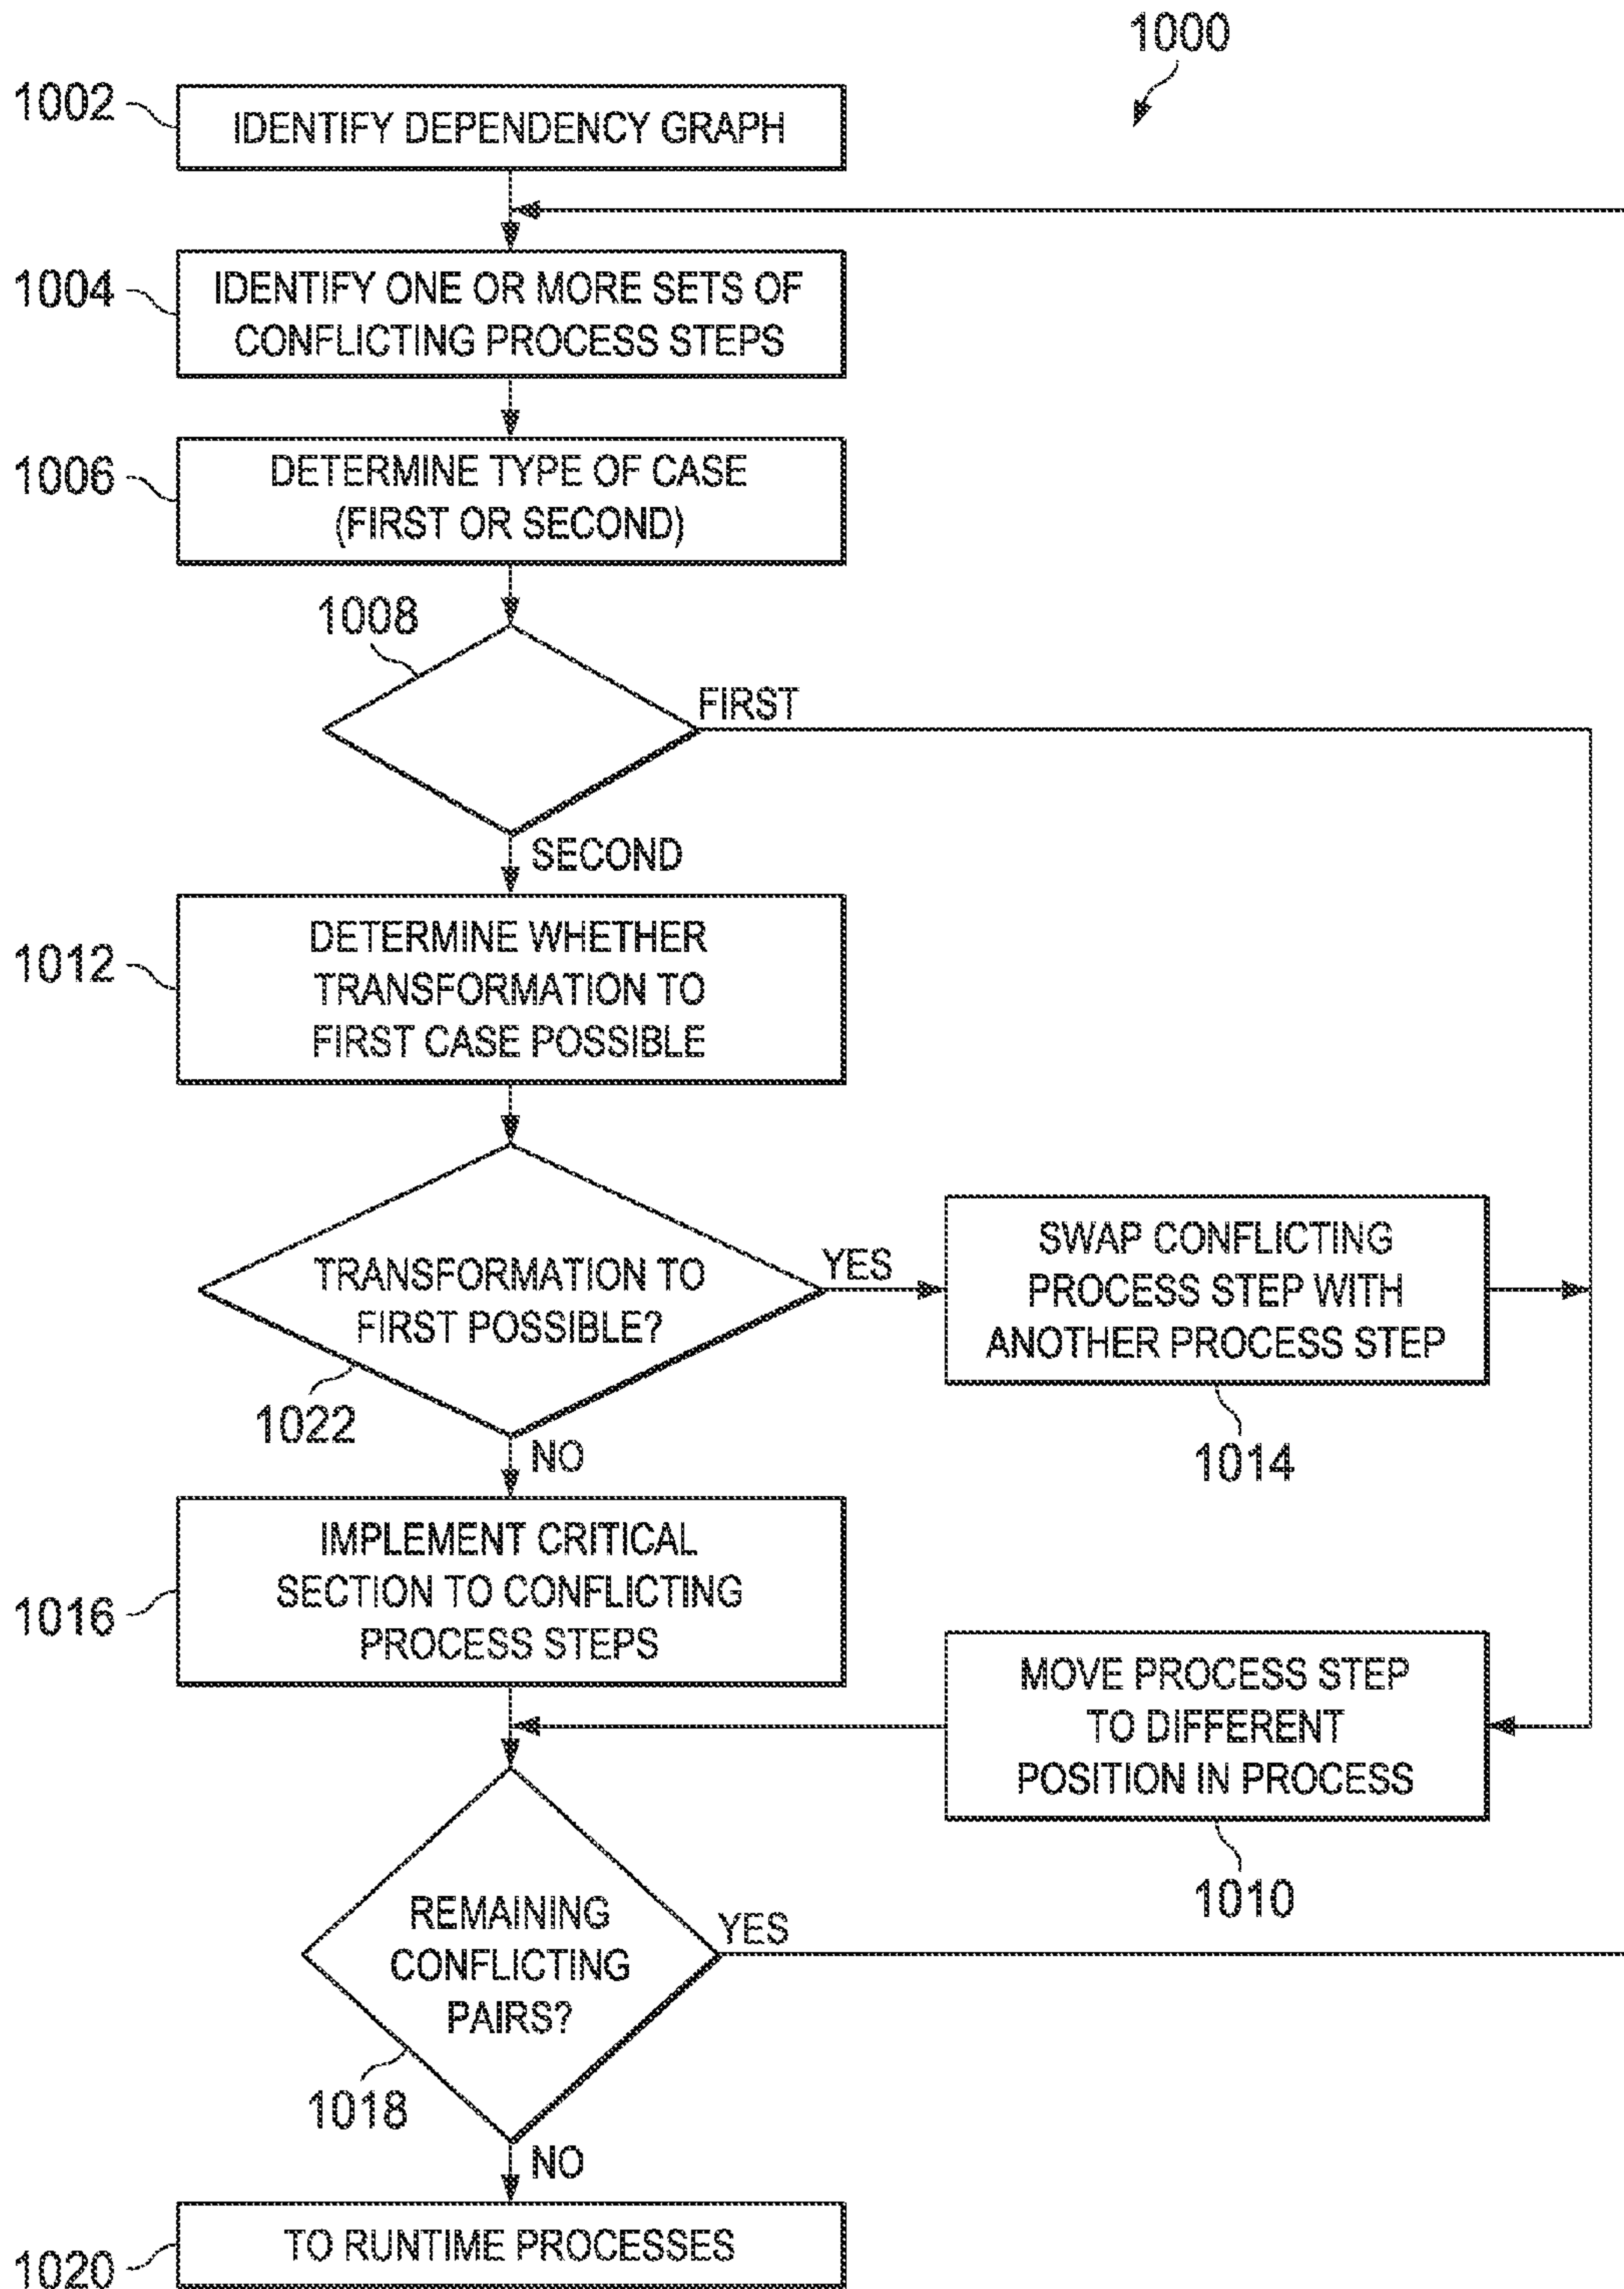 1000
1002
IDENTIFY DEPENDENCY GRAPH
1004
IDENTIFY ONE OR MORE SETS OF
CONFLICTING PROCESS STEPS
1006
DETERMINE TYPE OF CASE
(FIRST OR SECOND)
1008
FIRST
SECOND
1012
DETERMINE WHETHER
TRANSFORMATION TO
FIRST CASE POSSIBLE
TRANSFORMATION TO
FIRST POSSIBLE?
YES
1022
SWAP CONFLICTING
PROCESS STEP WITH
ANOTHER PROCESS STEP
1014
NO
1016
IMPLEMENT CRITICAL
SECTION TO CONFLICTING
PROCESS STEPS
MOVE PROCESS STEP
TO DIFFERENT
POSITION IN PROCESS
1010
REMAINING
CONFLICTING
PAIRS?
YES
1018
NO
1020
TO RUNTIME PROCESSES